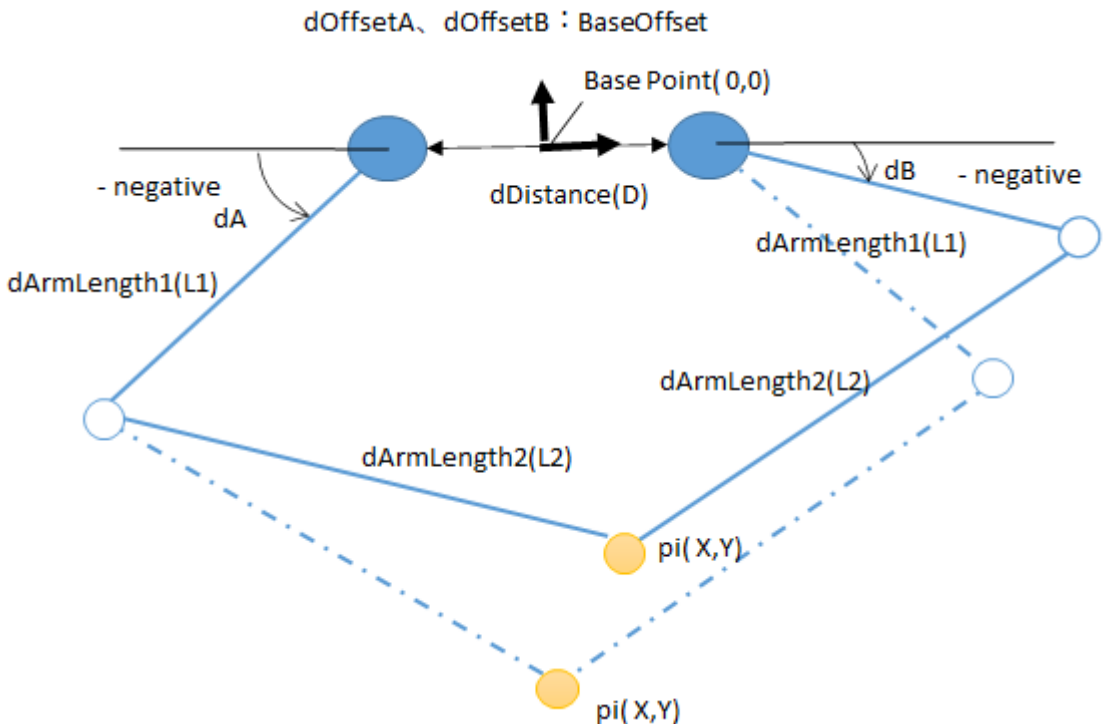 dOffsetA、dOffsetB：BaseOffset
Base Point( 0,0)
- negative
dA
dDistance(D)
dB
- negative
dArmLength1(L1)
dArmLength1(L1)
dArmLength2(L2)
dArmLength2(L2)
pi( X,Y)
pi( X,Y)